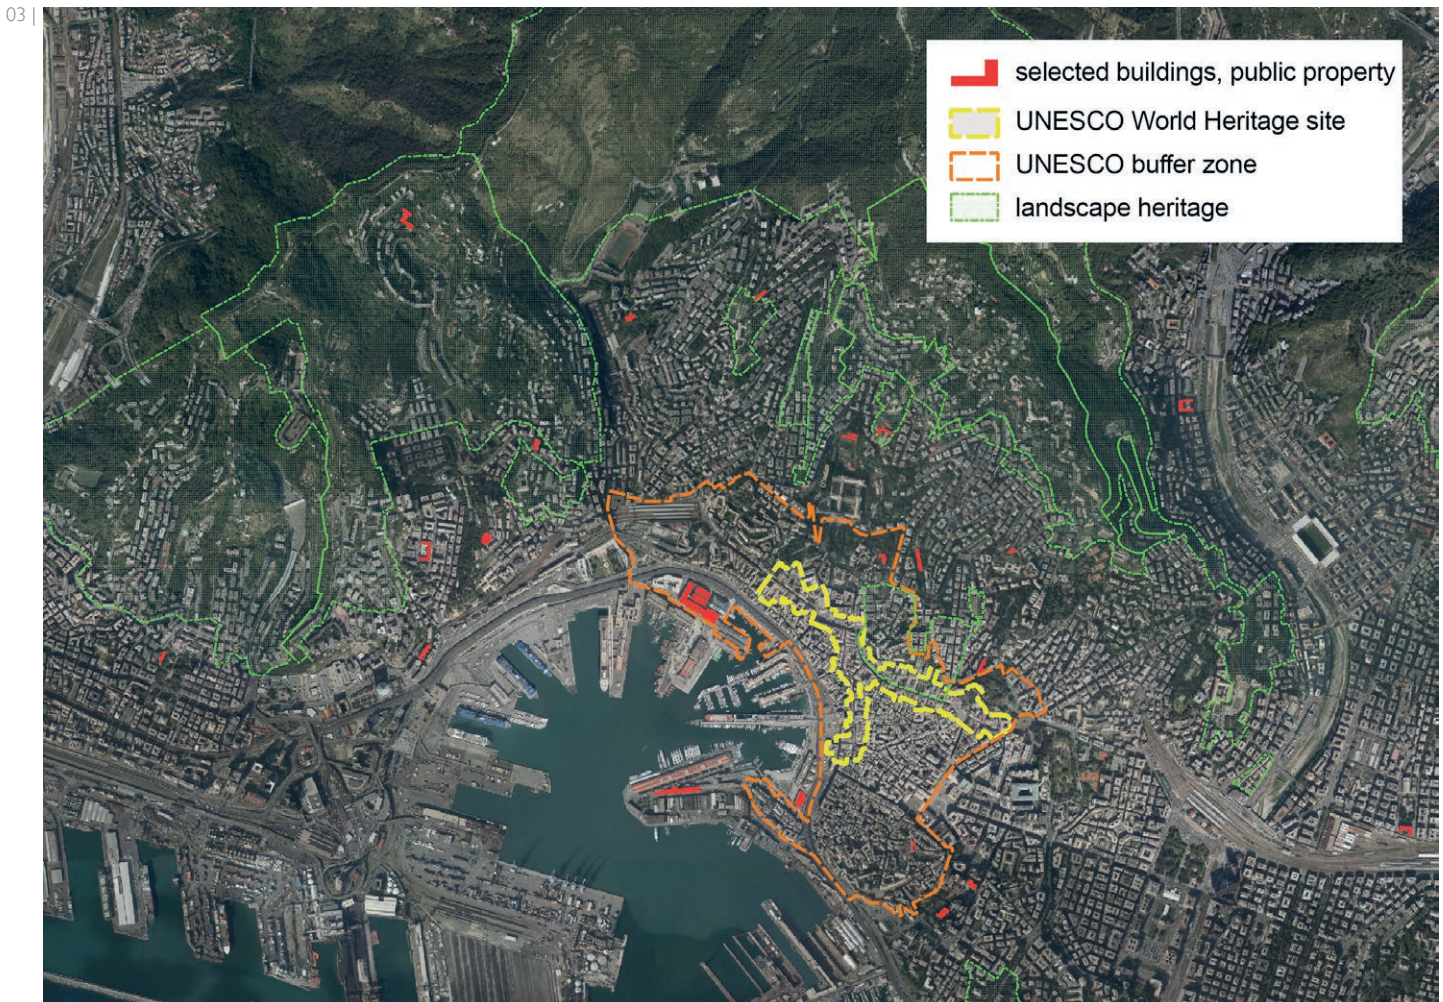 03 |
selected buildings, public property
UNESCO World Heritage site
UNESCO buffer zone
landscape heritage